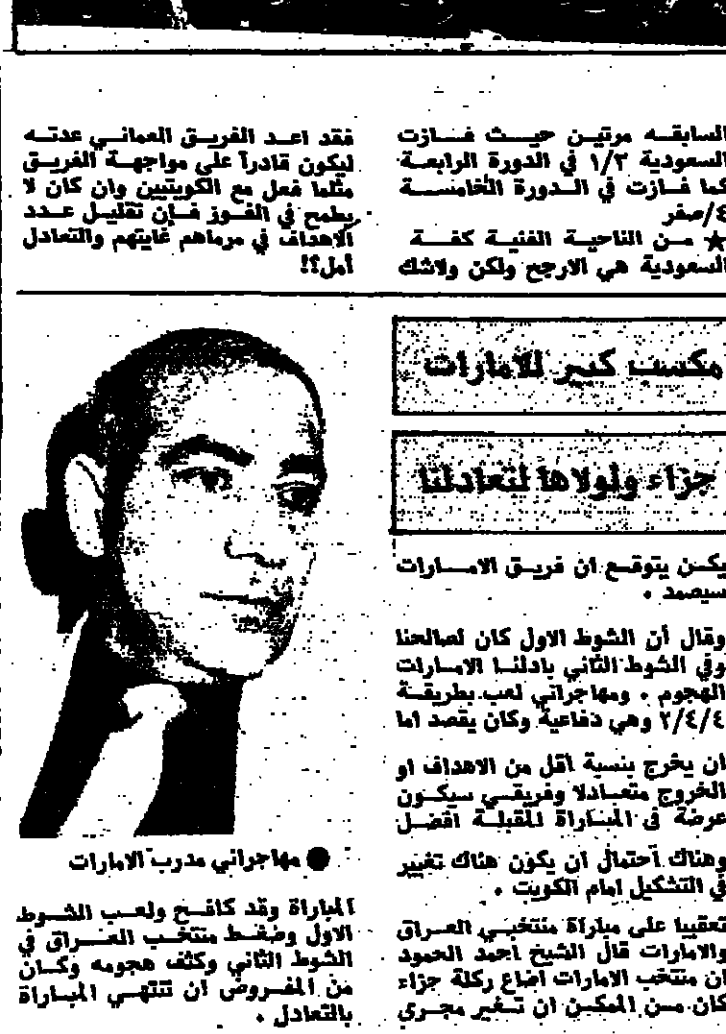 السابقه مرتين حيث فازت
السعودية ١/٣ في الدورة الرابعة
كما فازت في الدورة الخامسة
٤/صفر
★ من الناحية الفنية كفة
السعودية هي الارجح ولكن ولاشك
فقد اعد الفريق العماني عدته
ليكون قادرآ على مواجهة الفريق
مثلما فعل مع الكويتيين وان كان لا
يطمح في الفوز فإن تقليل عدد
الاهداف في مرماهم غايتهم والتعادل
أمل؟!
مكسب كبير للامارات
جزاء ولولاها لتعادلنا
يكن يتوقع ان فريق الامارات
سيصمد .
وقال أن الشوط الاول كان لصالحنا
وفي الشوط الثاني بادلنا الامارات
الهجوم . ومهاجراني لعب بطريقة
٢/٤/٤ وهي دفاعية وكان يقصد اما
ان يخرج بنسبة أقل من الاهداف او
الخروج متعادلا وفريقي سيكون
عرضة في المباراة المقبلة افضل
وهناك أحتمال ان يكون هناك تغيير
في التشكيل امام الكويت .
تعقيبا على مباراة منتخبي العراق
والامارات قال الشيخ احمد الحمود
ان منتخب الامارات اضاع ركلة جزاء
كان من الممكن ان تغير مجرى
● مهاجراني مدرب الامارات
المباراة وقد كافح ولعب الشوط
الاول وضغط منتخب العراق في
الشوط الثاني وكثف هجومه وكان
من المفروض ان تنتهي المباراة
بالتعادل .